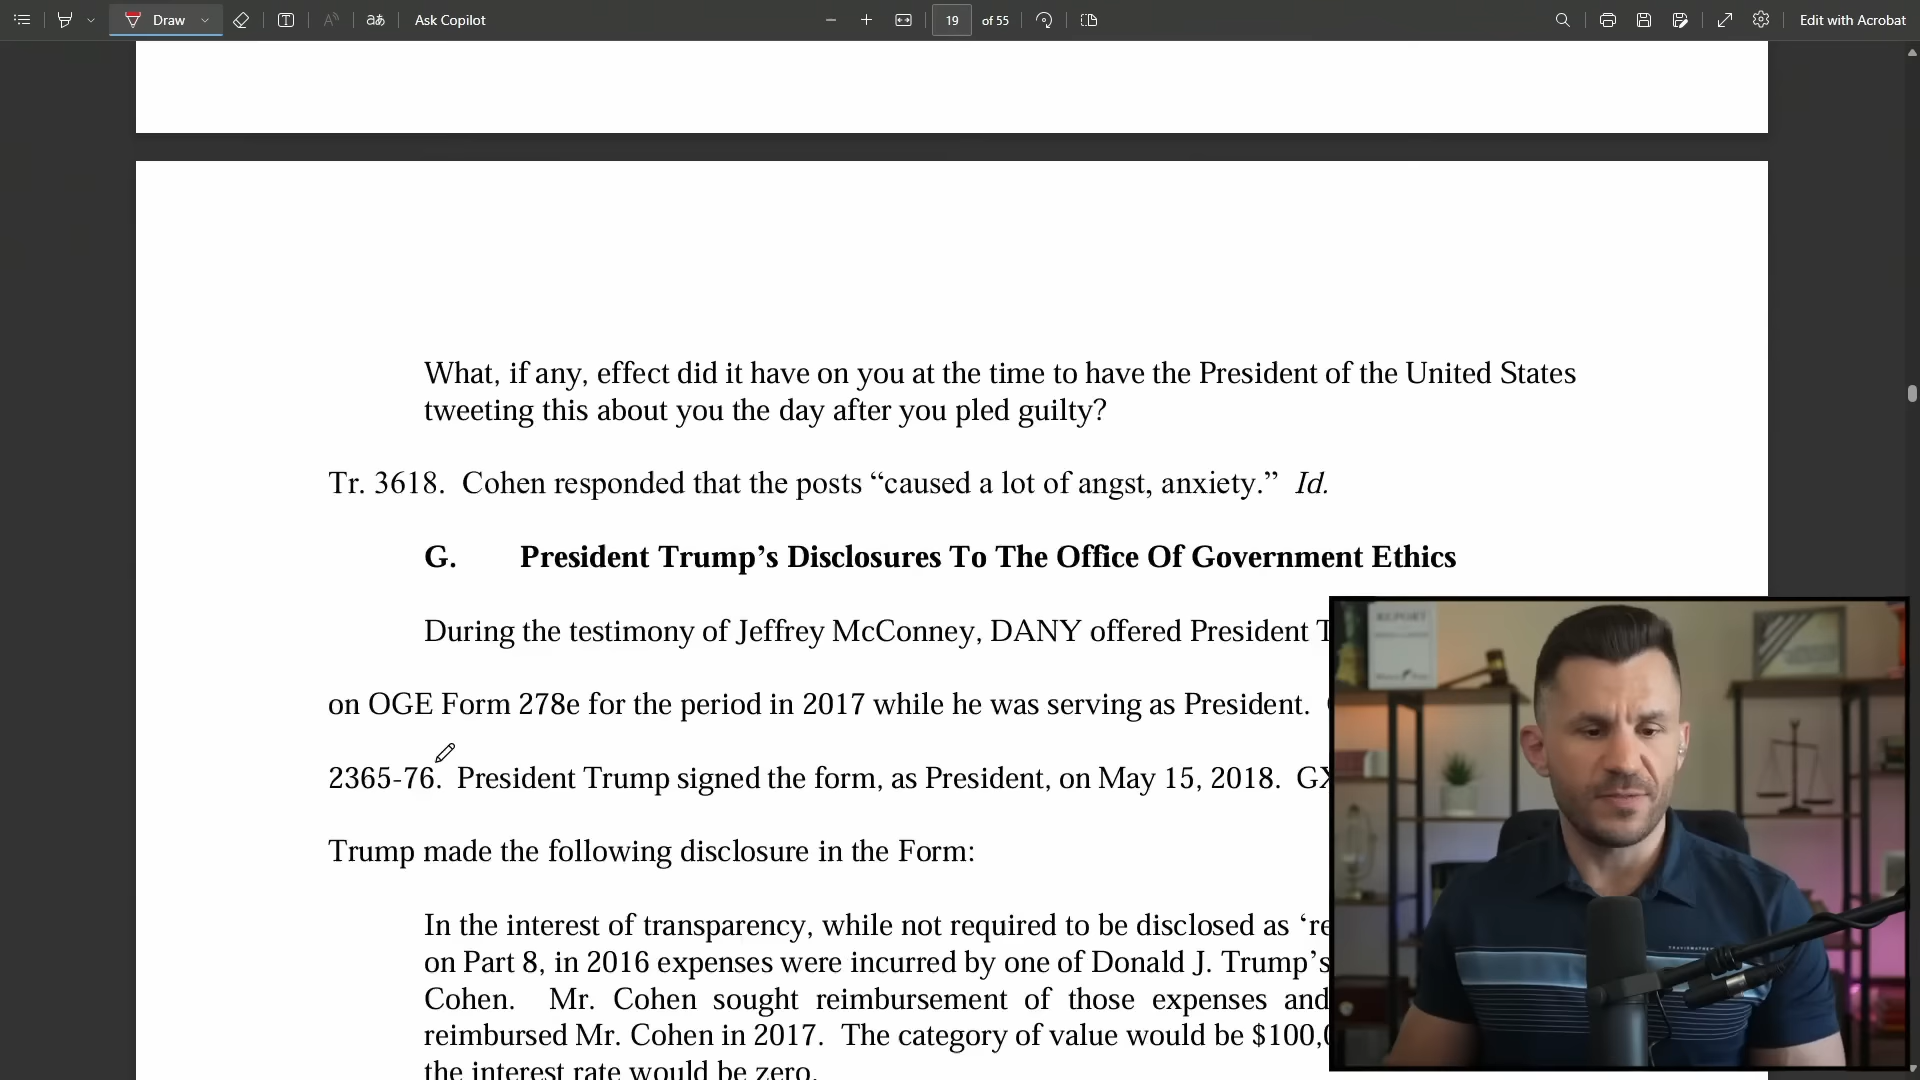 Draw
Ask Copilot
19 of 55
Edit with Acrobat
What, if any, effect did it have on you at the time to have the President of the United States
tweeting this about you the day after you pled guilty?
Tr. 3618. Cohen responded that the posts “caused a lot of angst, anxiety.” Id.
G. President Trump’s Disclosures To The Office Of Government Ethics
During the testimony of Jeffrey McConney, DANY offered President
on OGE Form 278e for the period in 2017 while he was serving as President.
2365-76. President Trump signed the form, as President, on May 15, 2018.
Trump made the following disclosure in the Form:
In the interest of transparency, while not required to be disclosed as
on Part 8, in 2016 expenses were incurred by one of Donald J. Trump’s
Cohen. Mr. Cohen sought reimbursement of those expenses and
reimbursed Mr. Cohen in 2017. The category of value would be
the interest rate would be zero.
REPORT